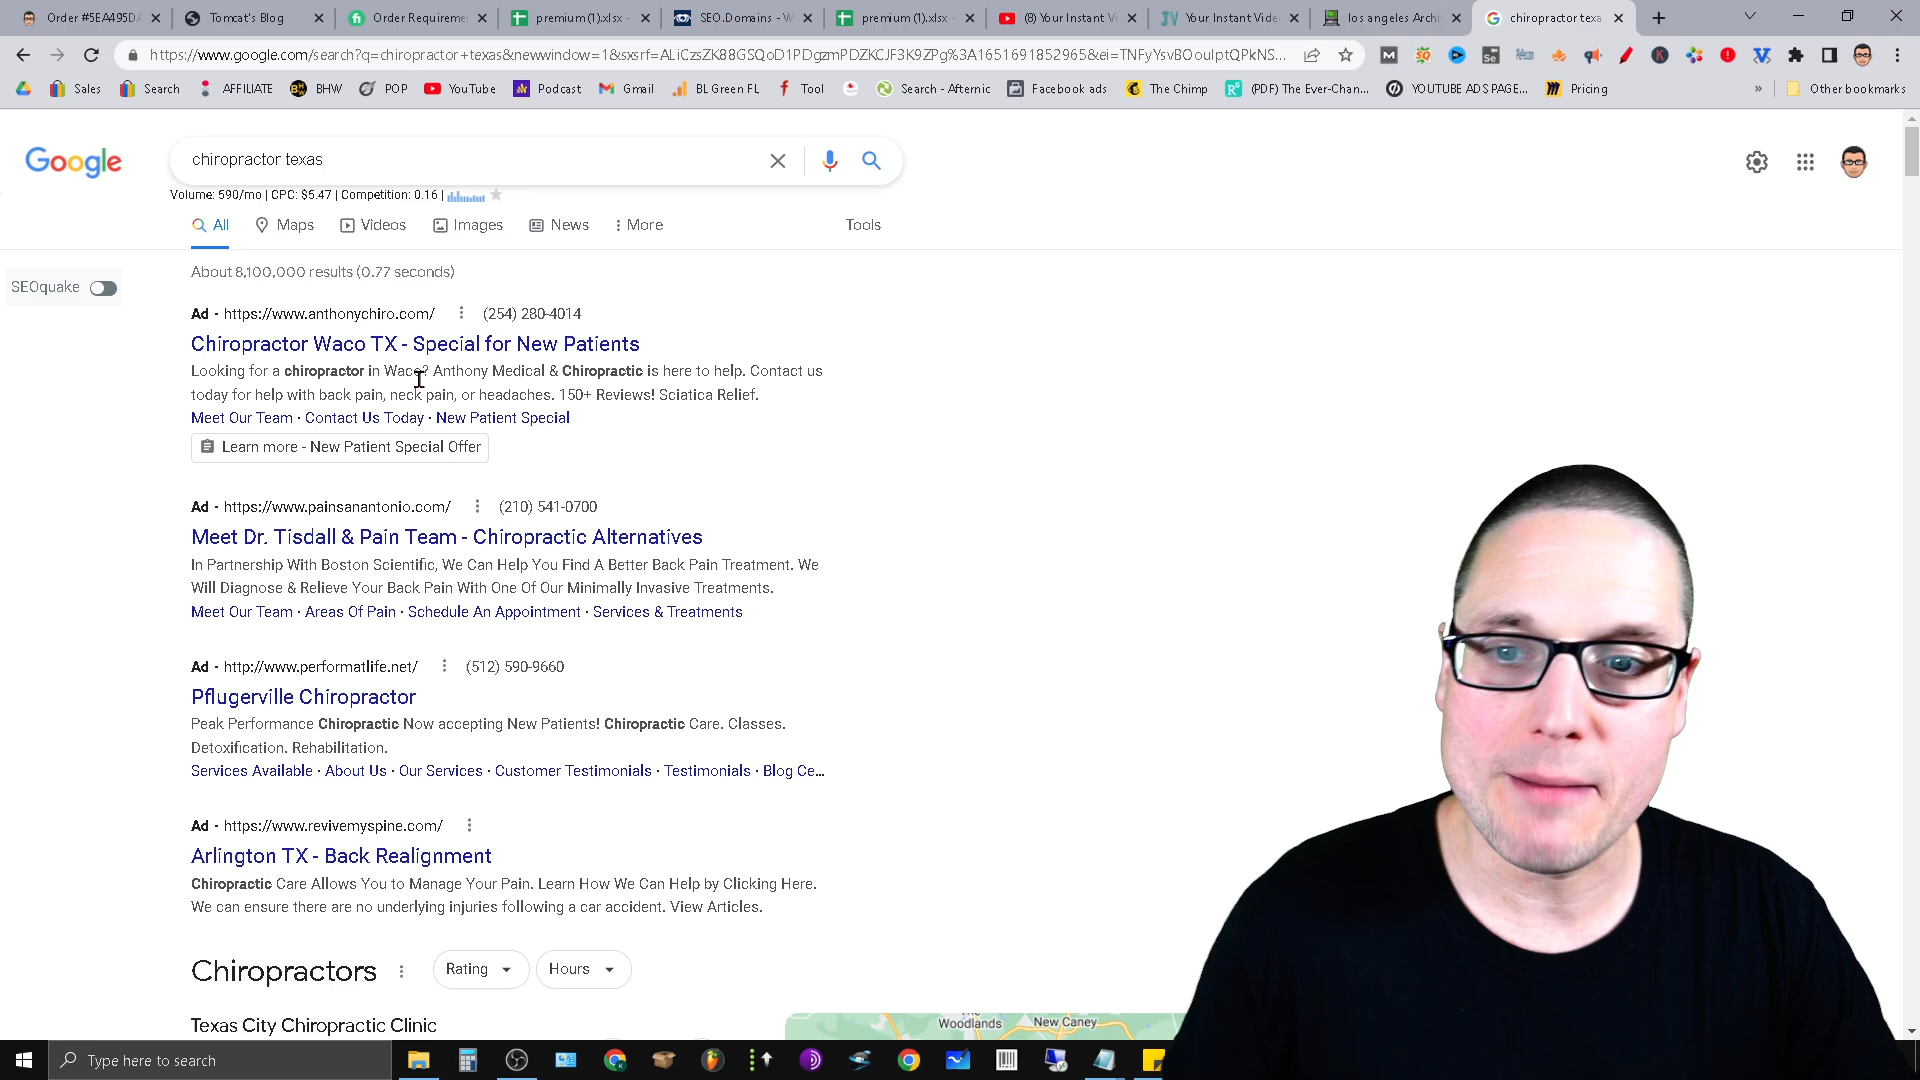 Order #5EA495DA
Tomcat's Blog
Order Requireme
premium (1).xlsx -
SEO.Domains - W
premium (1).xlsx -
(8) Your Instant Vi
Your Instant Vide
los angeles Archi
chiropractor texa
https://www.google.com/search?q=chiropractor+texas&newwindow=1&sxsrf=ALiCzsZK88GSQoD1PDgzmPDZKCJF3K9ZPg%3A1651691852965&ei=TNFyYsvBOoulptQPkNS...
Sales
Search
AFFILIATE
BHW
POP
YouTube
Podcast
Gmail
BL Green FL
Tool
Search - Afternic
Facebook ads
The Chimp
(PDF) The Ever-Chan...
YOUTUBE ADS PAGE...
Pricing
»
Other bookmarks
Google
chiropractor texas
Volume: 590/mo | CPC: $5.47 | Competition: 0.16 |
All
Maps
Videos
Images
News
More
Tools
About 8,100,000 results (0.77 seconds)
SEOquake
Ad · https://www.anthonychiro.com/ (254) 280-4014
Chiropractor Waco TX - Special for New Patients
Looking for a chiropractor in Waco? Anthony Medical & Chiropractic is here to help. Contact us
today for help with back pain, neck pain, or headaches. 150+ Reviews! Sciatica Relief.
Meet Our Team · Contact Us Today · New Patient Special
Learn more - New Patient Special Offer
Ad · https://www.painsanantonio.com/ (210) 541-0700
Meet Dr. Tisdall & Pain Team - Chiropractic Alternatives
In Partnership With Boston Scientific, We Can Help You Find A Better Back Pain Treatment. We
Will Diagnose & Relieve Your Back Pain With One Of Our Minimally Invasive Treatments.
Meet Our Team · Areas Of Pain · Schedule An Appointment · Services & Treatments
Ad · http://www.performatlife.net/ (512) 590-9660
Pflugerville Chiropractor
Peak Performance Chiropractic Now accepting New Patients! Chiropractic Care. Classes.
Detoxification. Rehabilitation.
Services Available · About Us · Our Services · Customer Testimonials · Testimonials · Blog Ce...
Ad · https://www.revivemyspine.com/
Arlington TX - Back Realignment
Chiropractic Care Allows You to Manage Your Pain. Learn How We Can Help by Clicking Here.
We can ensure there are no underlying injuries following a car accident. View Articles.
Chiropractors
Rating
Hours
Texas City Chiropractic Clinic
Woodlands
New Caney
Type here to search